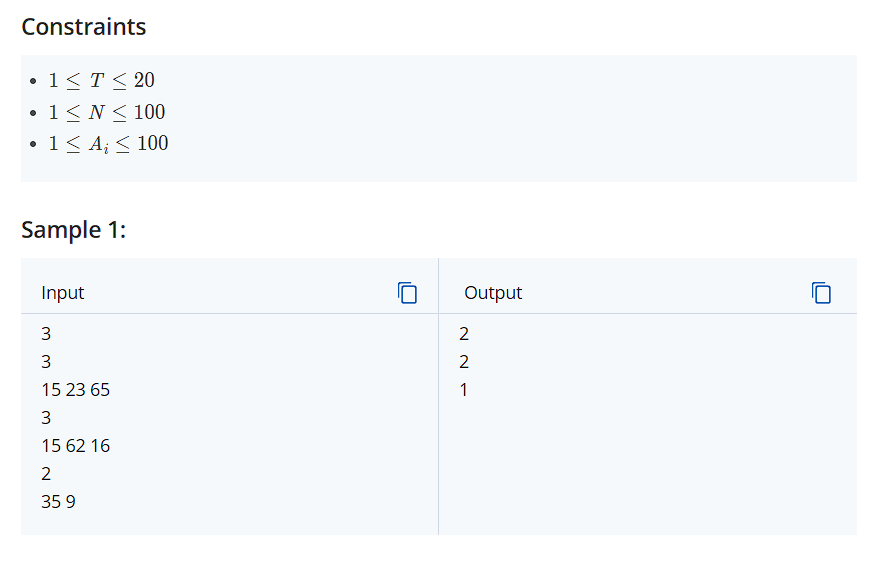 Constraints
• 1 ≤ T ≤ 20
• 1 ≤ N ≤ 100
• 1 ≤ Aᵢ ≤ 100
Sample 1:
Input
Output
3
3
15 23 65
3
15 62 16
2
35 9
2
2
1